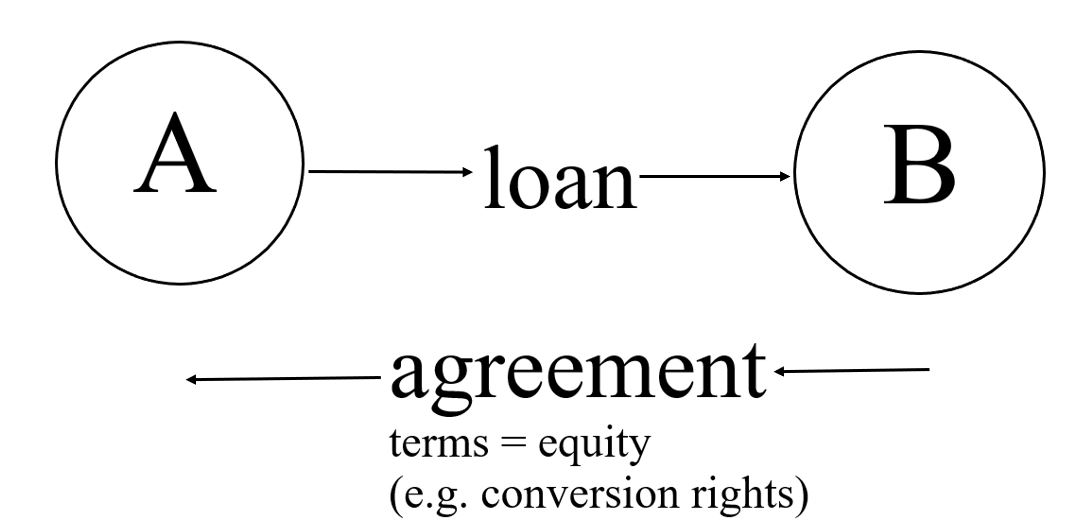 A
loan
B
agreement
terms = equity
(e.g. conversion rights)